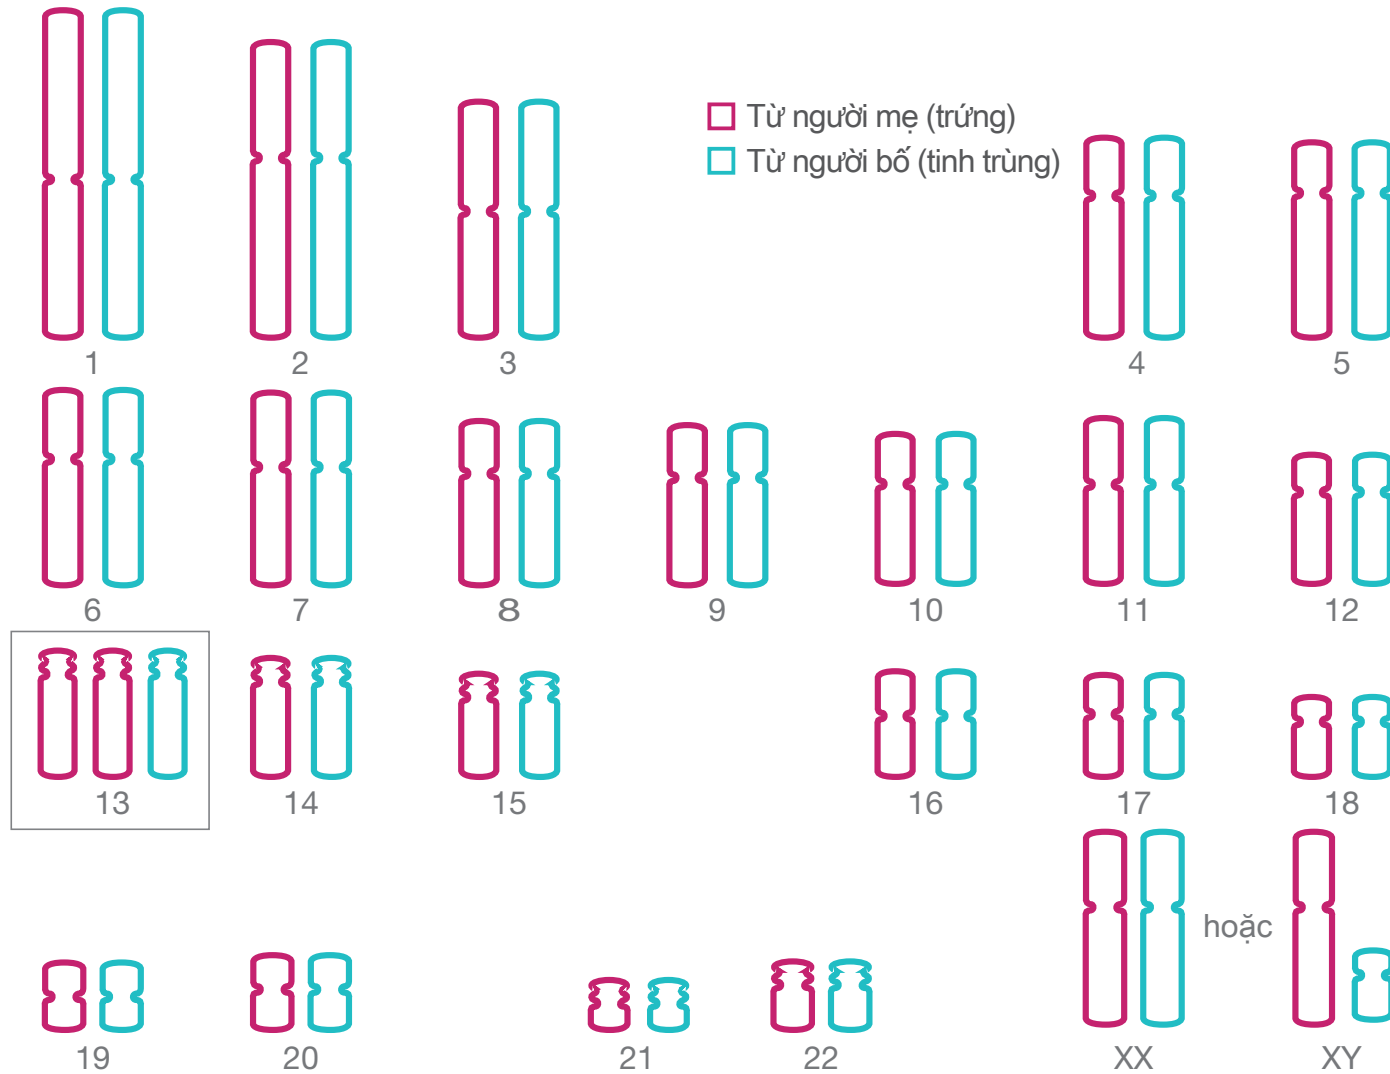 Từ người mẹ (trứng)
Từ người bố (tinh trùng)
1 2 3 4 5
6 7 8 9 10 11 12
13 14 15 16 17 18
hoặc
19 20 21 22 XX XY